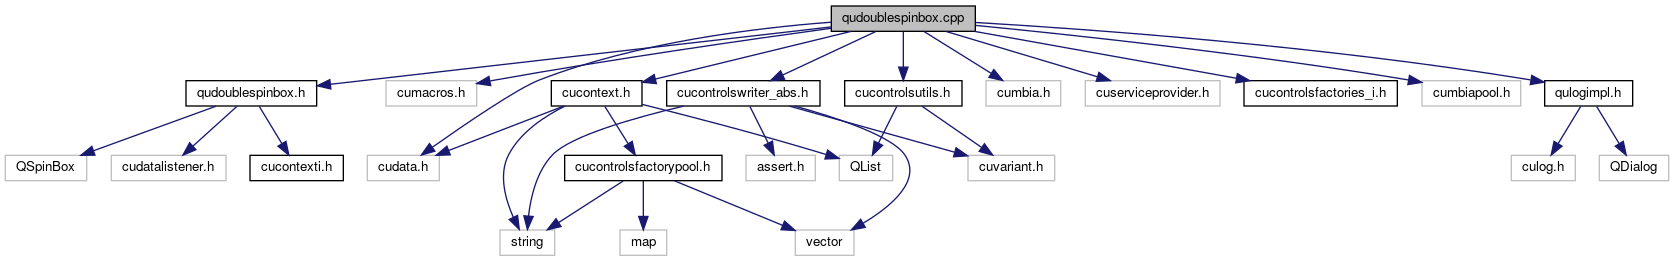 qudoublespinbox.cpp
qudoublespinbox.h
cumacros.h
cucontext.h
cucontrolswriter_abs.h
cucontrolsutils.h
cumbia.h
cuserviceprovider.h
cucontrolsfactories_i.h
cumbiapool.h
qulogimpl.h
QSpinBox
cudatalistener.h
cucontexti.h
cudata.h
cucontrolsfactorypool.h
assert.h
QList
cuvariant.h
culog.h
QDialog
string
map
vector